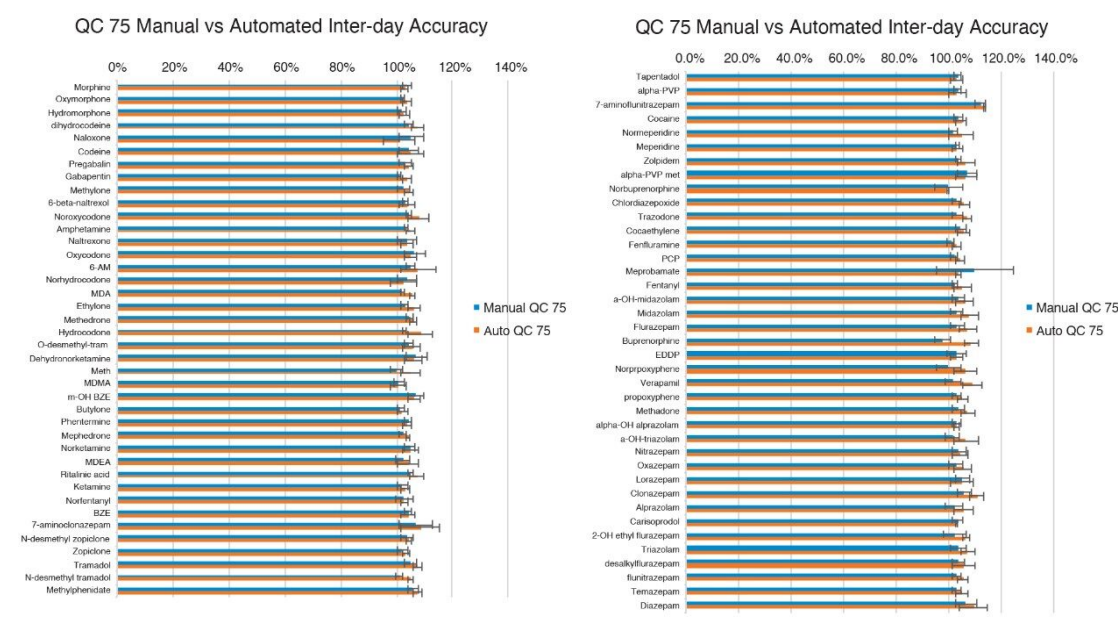 QC 75 Manual vs Automated Inter-day Accuracy
0% 20% 40% 60% 80% 100% 120% 140%
Morphine
Oxymorphone
Hydromorphone
dihydrocodeine
Naloxone
Codeine
Pregabalin
Gabapentin
Methylone
6-beta-naltrexol
Noroxycodone
Amphetamine
Naltrexone
Oxycodone
6-AM
Norhydrocodone
MDA
Ethylone
Methedrone
Hydrocodone
O-desmethyl-tram
Dehydronorketamine
Meth
MDMA
m-OH BZE
Butylone
Phentermine
Mephedrone
Norketamine
MDEA
Ritalinic acid
Ketamine
Norfentanyl
BZE
7-aminoclonazepam
N-desmethyl zopiclone
Zopiclone
Tramadol
N-desmethyl tramadol
Methylphenidate
Manual QC 75
Auto QC 75
QC 75 Manual vs Automated Inter-day Accuracy
0.0% 20.0% 40.0% 60.0% 80.0% 100.0% 120.0% 140.0%
Tapentadol
alpha-PVP
7-aminoflunitrazepam
Cocaine
Normeperidine
Meperidine
Zolpidem
alpha-PVP met
Norbuprenorphine
Chlordiazepoxide
Trazodone
Cocaethylene
Fenfluramine
PCP
Meprobamate
Fentanyl
a-OH-midazolam
Midazolam
Flurazepam
Buprenorphine
EDDP
Norprpoxyphene
Verapamil
propoxyphene
Methadone
alpha-OH alprazolam
a-OH-triazolam
Nitrazepam
Oxazepam
Lorazepam
Clonazepam
Alprazolam
Carisoprodol
2-OH ethyl flurazepam
Triazolam
desalkylflurazepam
flunitrazepam
Temazepam
Diazepam
Manual QC 75
Auto QC 75